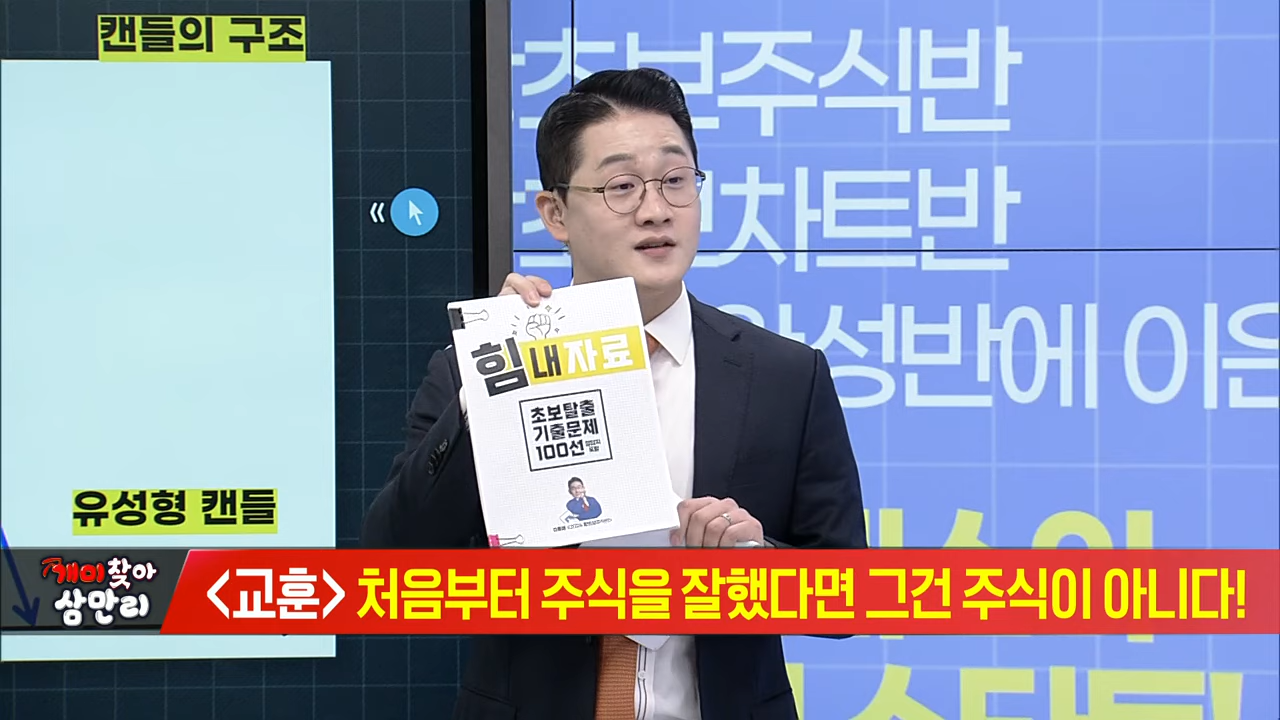 캔들의 구조
유성형 캔들
초보주식반
차트반
성반에 이은
힘내자료
초보탈출
기출문제
100선
개미찾아
삼만리
<교훈> 처음부터 주식을 잘했다면 그건 주식이 아니다!